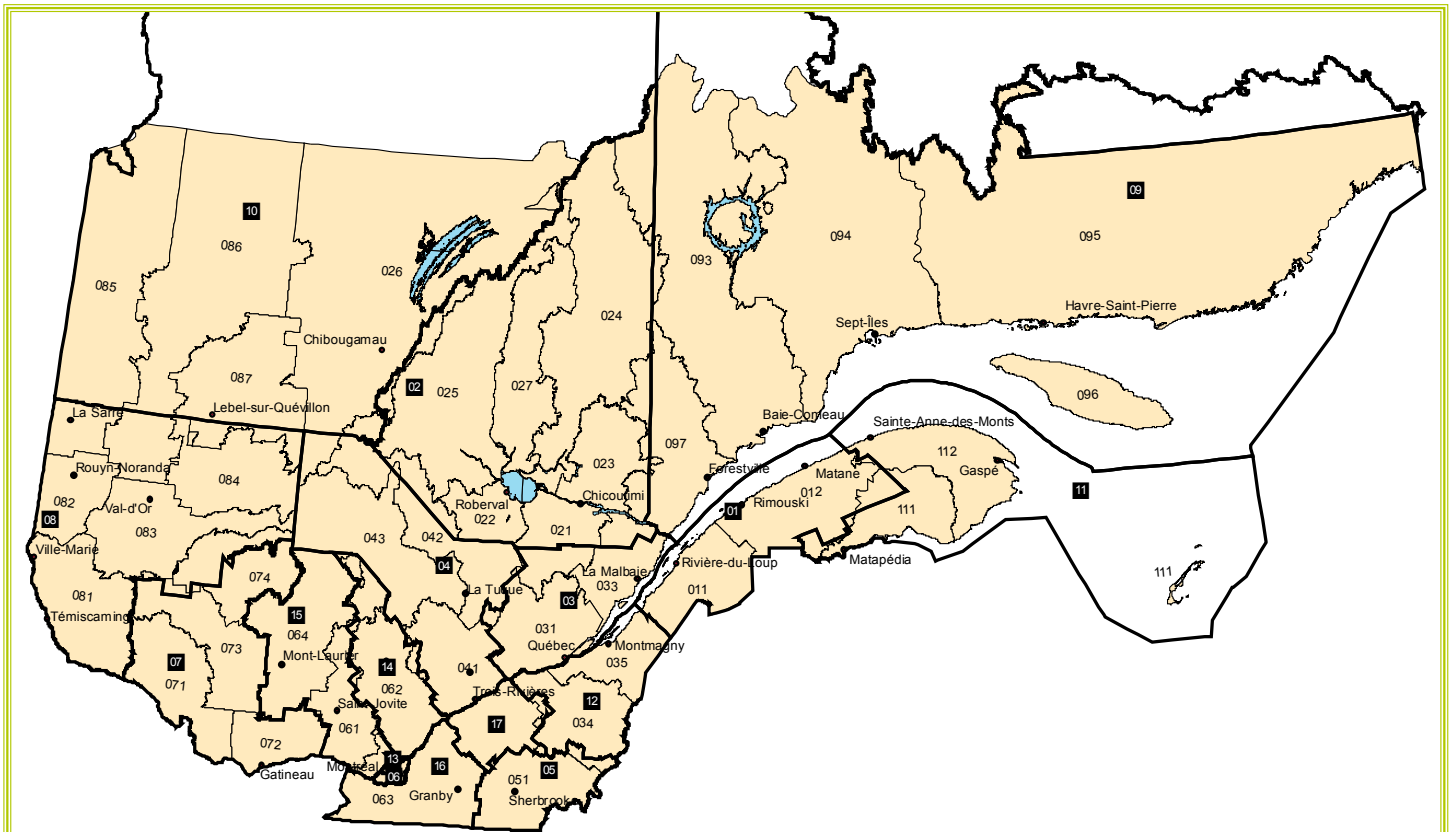 09
10
086
094
095
093
026
085
Havre-Saint-Pierre
024
Sept-Îles
Chibougamau
087
02
025
027
096
Lebel-sur-Quévillon
La Sarre
Baie-Comeau
Sainte-Anne-des-Monts
097
112
023
Rouyn-Noranda
084
Forestville
Matane
Gaspé
012
Roberval
Chicoutimi
082
Val-d'Or
022
Rimouski
01
11
08
083
043
042
021
111
Ville-Marie
04
Matapédia
Rivière-du-Loup
La Malbaie
033
111
074
081
La Tuque
03
011
Témiscaming
15
064
031
073
Québec
Montmagny
035
07
071
Mont-Laurier
14
062
041
Trois-Rivières
12
034
Saint-Jovite
17
061
072
13
Montréal
06
16
05
Gatineau
063
Granby
051
Sherbrooke